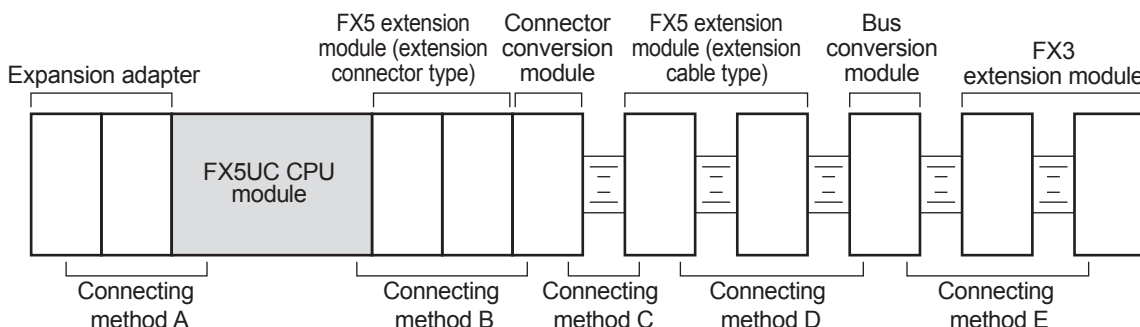 Expansion adapter
FX5 extension
module (extension
connector type)
Connector
conversion
module
FX5 extension
module (extension
cable type)
Bus
conversion
module
FX3
extension module
FX5UC CPU
module
Connecting
method A
Connecting
method B
Connecting
method C
Connecting
method D
Connecting
method E